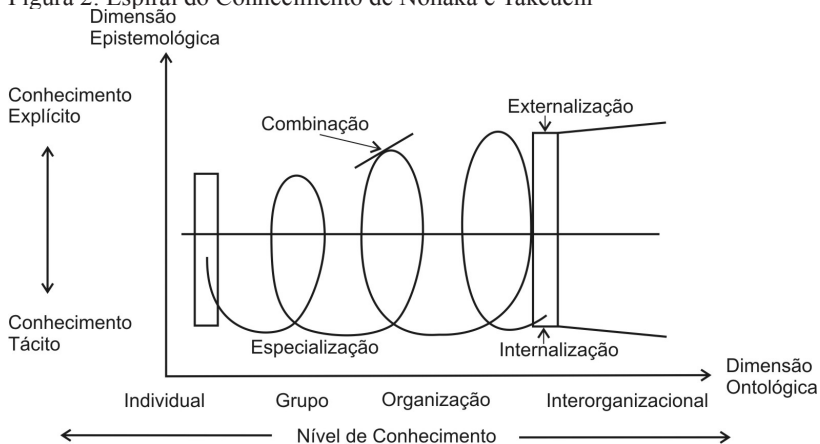 Figura 2: Espiral do Conhecimento de Nonaka e Takeuchi
Dimensão
Epistemológica
Conhecimento
Explícito
Combinação
Externalização
Conhecimento
Tácito
Especialização
Internalização
Dimensão
Ontológica
Individual
Grupo
Organização
Interorganizacional
Nível de Conhecimento